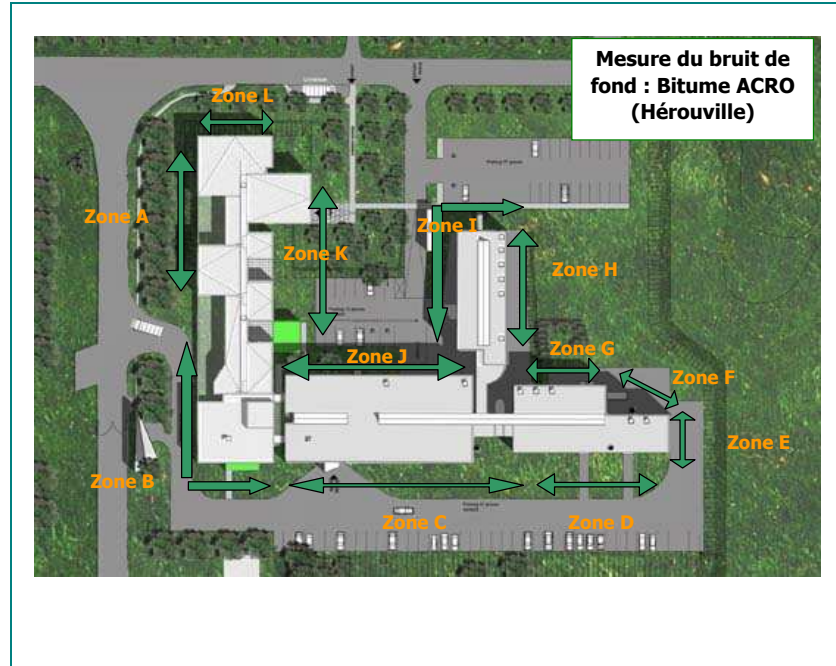 Mesure du bruit de
fond : Bitume ACRO
(Hérouville)
Zone L
Zone A
Zone I
Zone K
Zone H
Zone J
Zone G
Zone F
Zone E
Zone B
Zone C
Zone D